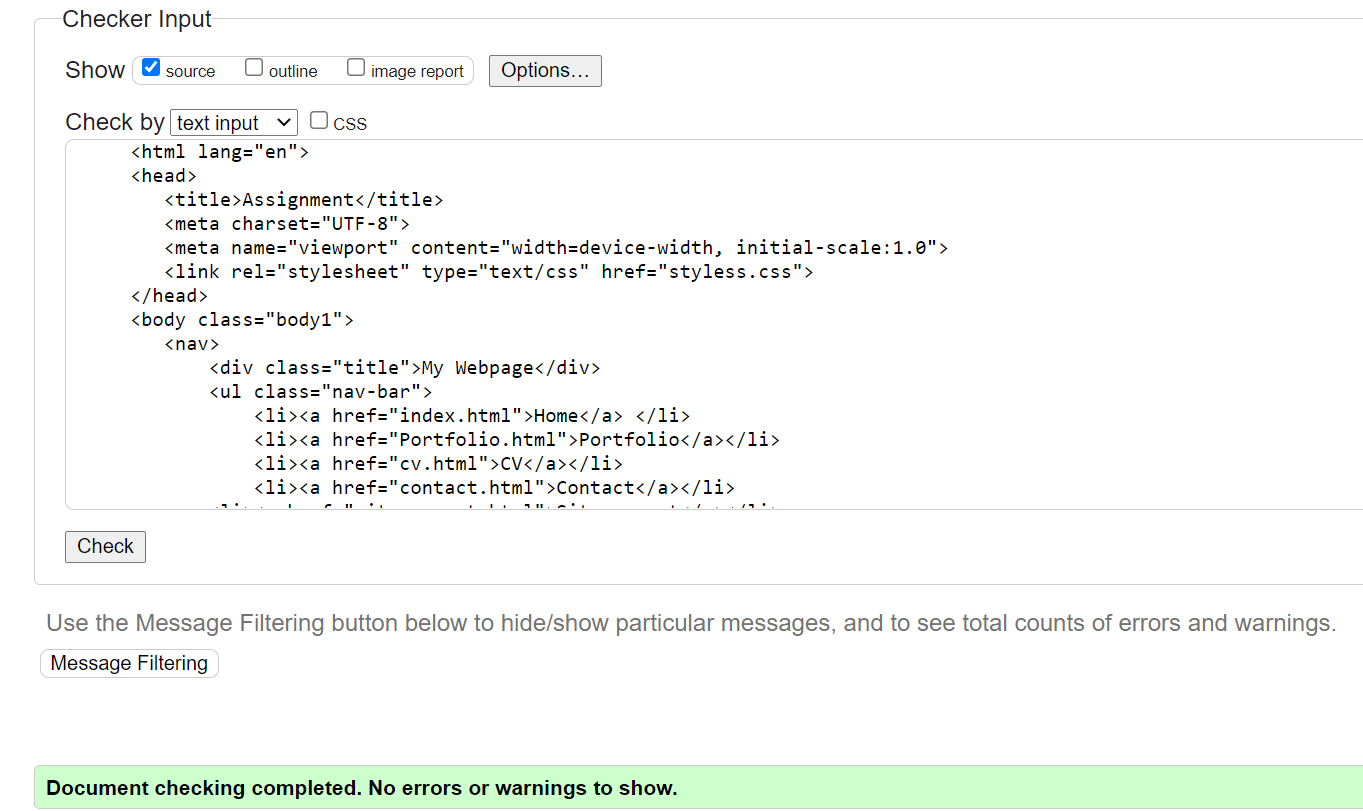 Checker Input
Show source outline image report Options...
Check by text input CSS
<html lang="en">
<head>
<title>Assignment</title>
<meta charset="UTF-8">
<meta name="viewport" content="width=device-width, initial-scale:1.0">
<link rel="stylesheet" type="text/css" href="styless.css">
</head>
<body class="body1">
<nav>
<div class="title">My Webpage</div>
<ul class="nav-bar">
<li><a href="index.html">Home</a> </li>
<li><a href="Portfolio.html">Portfolio</a></li>
<li><a href="cv.html">CV</a></li>
<li><a href="contact.html">Contact</a></li>
Check
Use the Message Filtering button below to hide/show particular messages, and to see total counts of errors and warnings.
Message Filtering
Document checking completed. No errors or warnings to show.